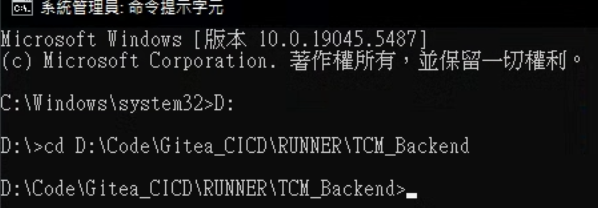 系統管理員: 命令提示字元
Microsoft Windows [版本 10.0.19045.5487]
(c) Microsoft Corporation. 著作權所有，並保留一切權利。
C:\Windows\system32>D:
D:\>cd D:\Code\Gitea_CICD\RUNNER\TCM_Backend
D:\Code\Gitea_CICD\RUNNER\TCM_Backend>